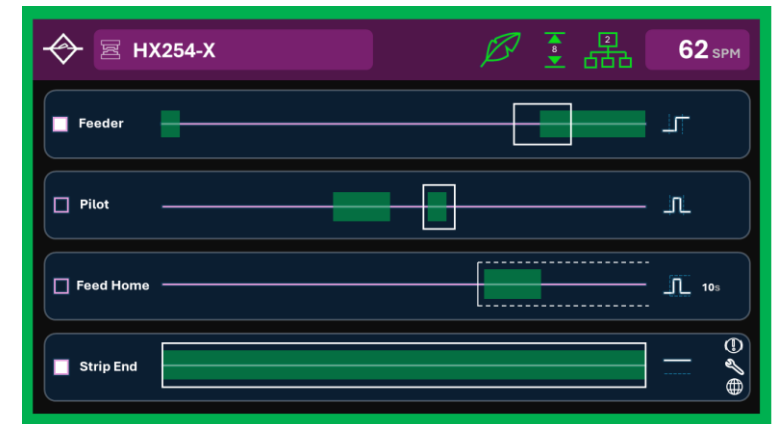 HX254-X
8
2
62 SPM
Feeder
Pilot
Feed Home
10s
Strip End